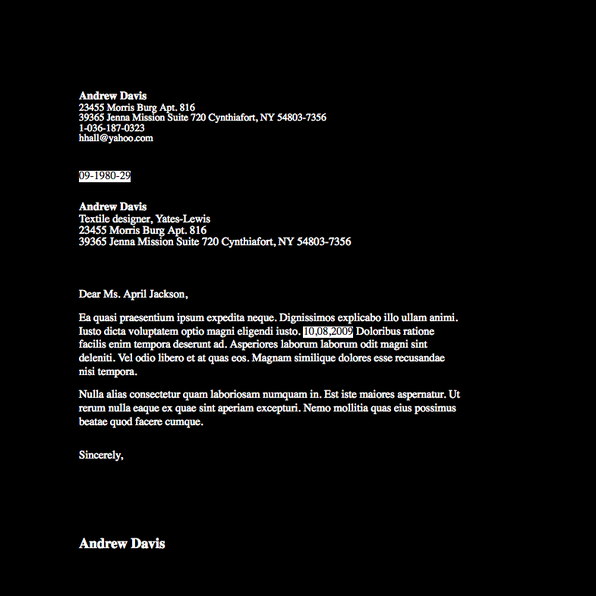 Andrew Davis
23455 Morris Burg Apt. 816
39365 Jenna Mission Suite 720 Cynthiafort, NY 54803-7356
1-036-187-0323
hhall@yahoo.com
09-1980-29
Andrew Davis
Textile designer, Yates-Lewis
23455 Morris Burg Apt. 816
39365 Jenna Mission Suite 720 Cynthiafort, NY 54803-7356
Dear Ms. April Jackson,
Ea quasi praesentium ipsum expedita neque. Dignissimos explicabo illo ullam animi.
Iusto dicta voluptatem optio magni eligendi iusto. 10,08,2009 Doloribus ratione
facilis enim tempora deserunt ad. Asperiores laborum laborum odit magni sint
deleniti. Vel odio libero et at quas eos. Magnam similique dolores esse recusandae
nisi tempora.
Nulla alias consectetur quam laboriosam numquam in. Est iste maiores aspernatur. Ut
rerum nulla eaque ex quae sint aperiam excepturi. Nemo mollitia quas eius possimus
beatae quod facere cumque.
Sincerely,
Andrew Davis